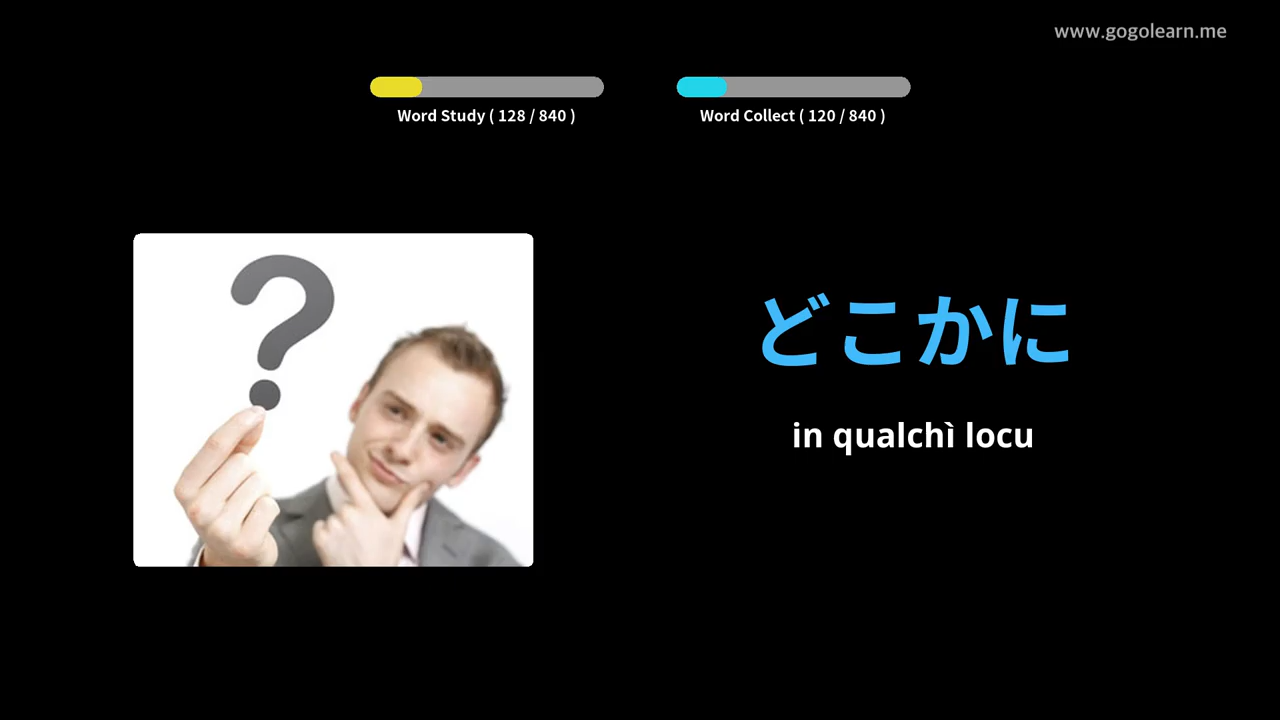 www.gogolearn.me
Word Study ( 128 / 840 )
Word Collect ( 120 / 840 )
?
どこかに
in qualchì locu